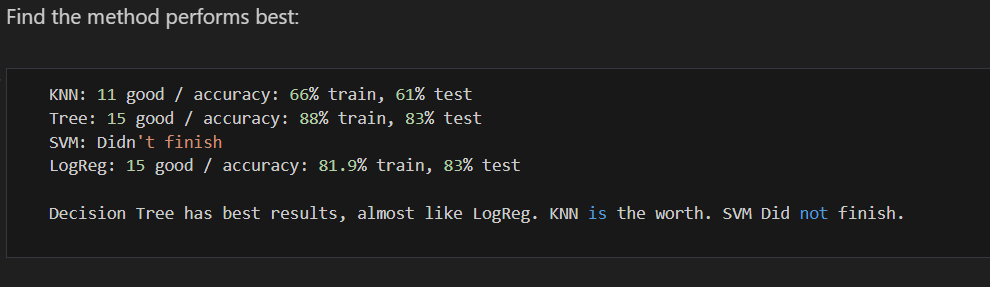 Find the method performs best:
KNN: 11 good / accuracy: 66% train, 61% test
Tree: 15 good / accuracy: 88% train, 83% test
SVM: Didn't finish
LogReg: 15 good / accuracy: 81.9% train, 83% test
Decision Tree has best results, almost like LogReg. KNN is the worth. SVM Did not finish.